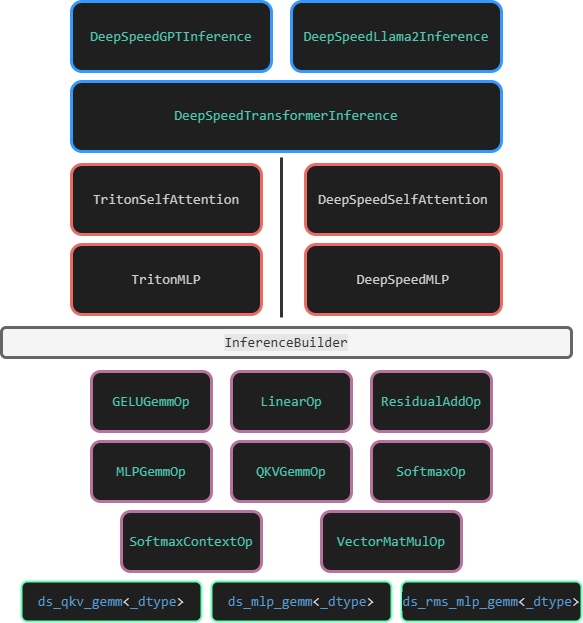 DeepSpeedGPTInference DeepSpeedLlama2Inference
DeepSpeedTransformerInference
TritonSelfAttention DeepSpeedSelfAttention
TritonMLP DeepSpeedMLP
InferenceBuilder
GELUGemmOp LinearOp ResidualAddOp
MLPGemmOp QKVGemmOp SoftmaxOp
SoftmaxContextOp VectorMatMulOp
ds_qkv_gemm<_dtype> ds_mlp_gemm<_dtype> ds_rms_mlp_gemm<_dtype>